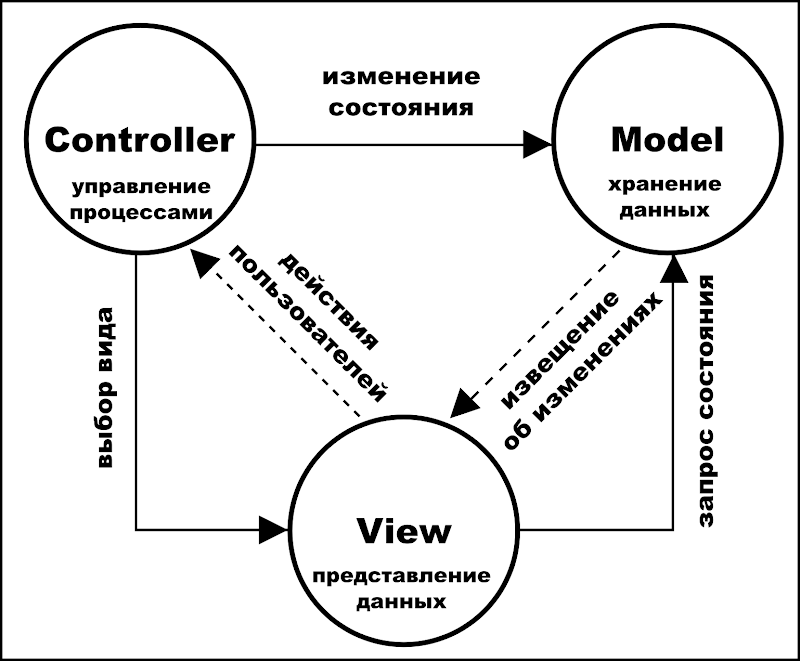 изменение
состояния
Controller
управление
процессами
Model
хранение
данных
действия
пользователей
извещение
об изменениях
выбор вида
запрос состояния
View
представление
данных